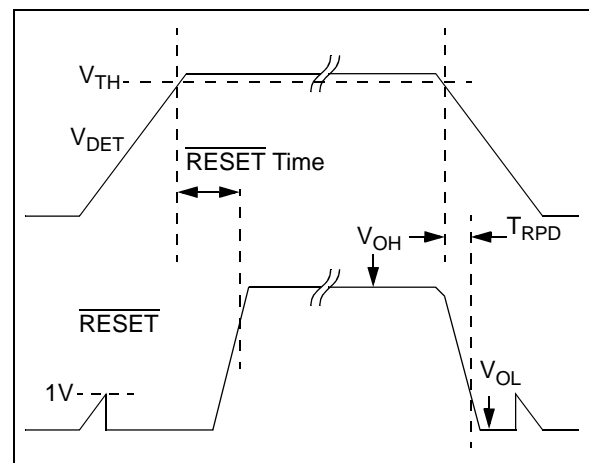 V_TH
V_DET
RESET Time
V_OH
T_RPD
RESET
1V
V_OL